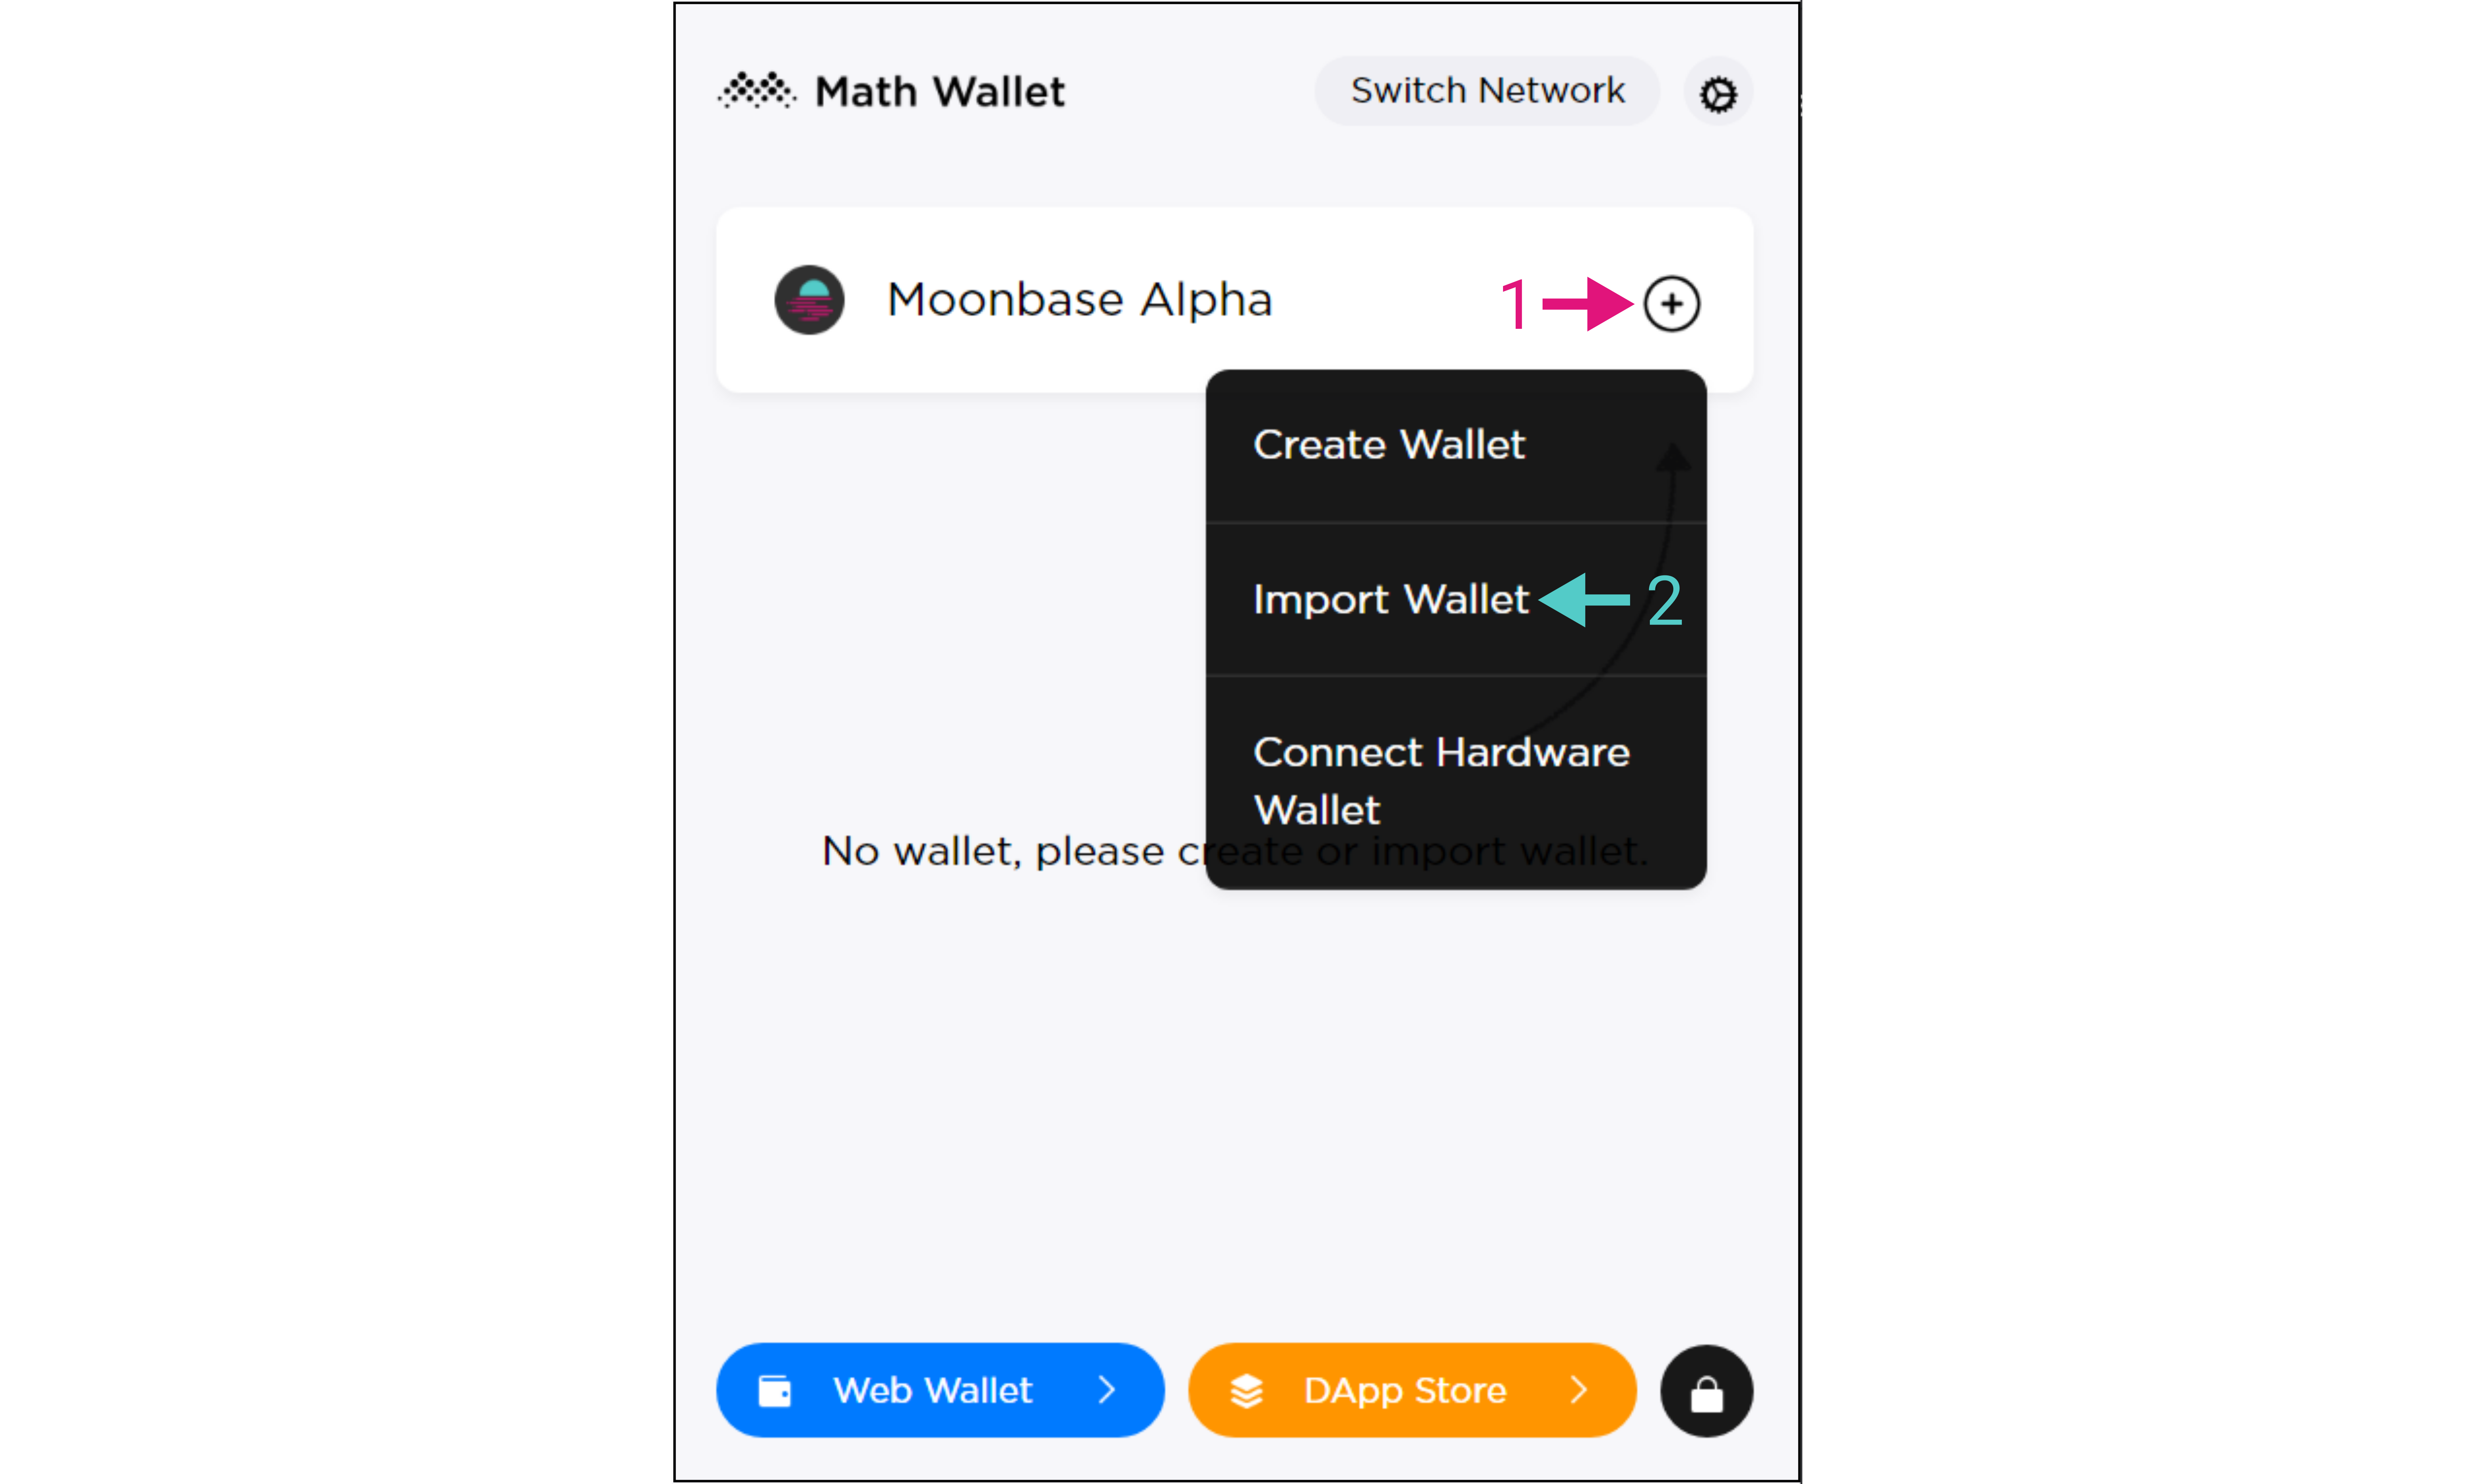 Math Wallet
Switch Network
Moonbase Alpha
1
Create Wallet
Import Wallet
2
Connect Hardware
Wallet
No wallet, please create or import wallet.
Web Wallet
DApp Store